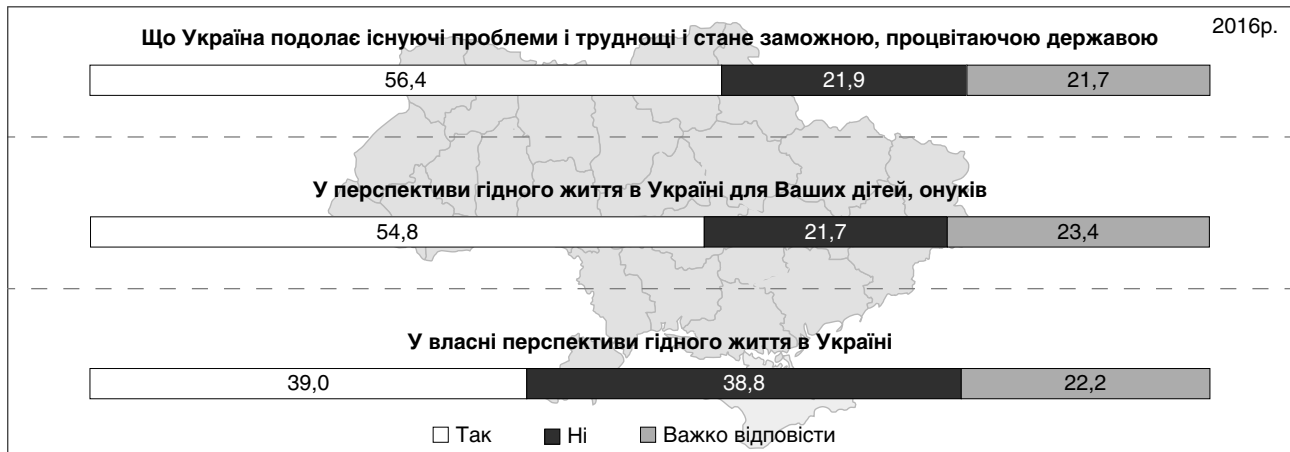 2016р.
Що Україна подолає існуючі проблеми і труднощі і стане заможною, процвітаючою державою
56,4 21,9 21,7
У перспективи гідного життя в Україні для Ваших дітей, онуків
54,8 21,7 23,4
У власні перспективи гідного життя в Україні
39,0 38,8 22,2
Так Ні Важко відповісти